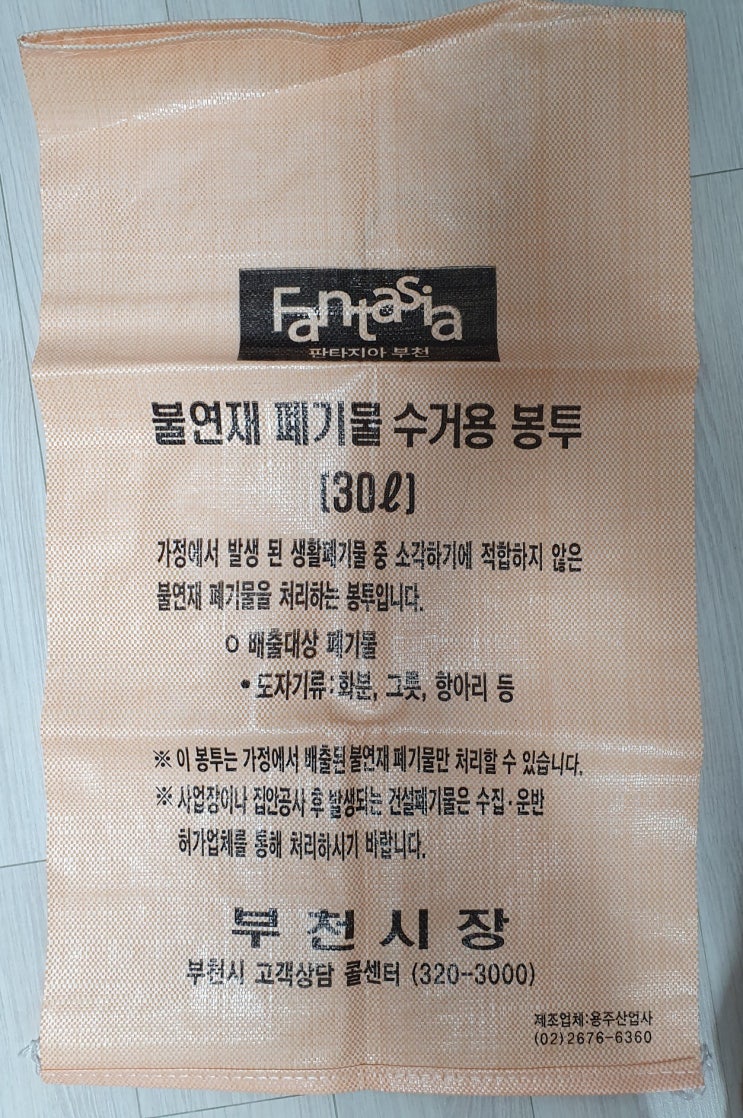 Fantasia
판타지아 부천
불연재 폐기물 수거용 봉투
[30ℓ]
가정에서 발생 된 생활폐기물 중 소각하기에 적합하지 않은
불연재 폐기물을 처리하는 봉투입니다.
○ 배출대상 폐기물
• 도자기류: 화분, 그릇, 항아리 등
※ 이 봉투는 가정에서 배출된 불연재 폐기물만 처리할 수 있습니다.
※ 사업장이나 집안공사 후 발생되는 건설폐기물은 수집·운반
허가업체를 통해 처리하시기 바랍니다.
부천시장
부천시 고객상담 콜센터 (320-3000)
제조업체:용주산업사
(02)2676-6360